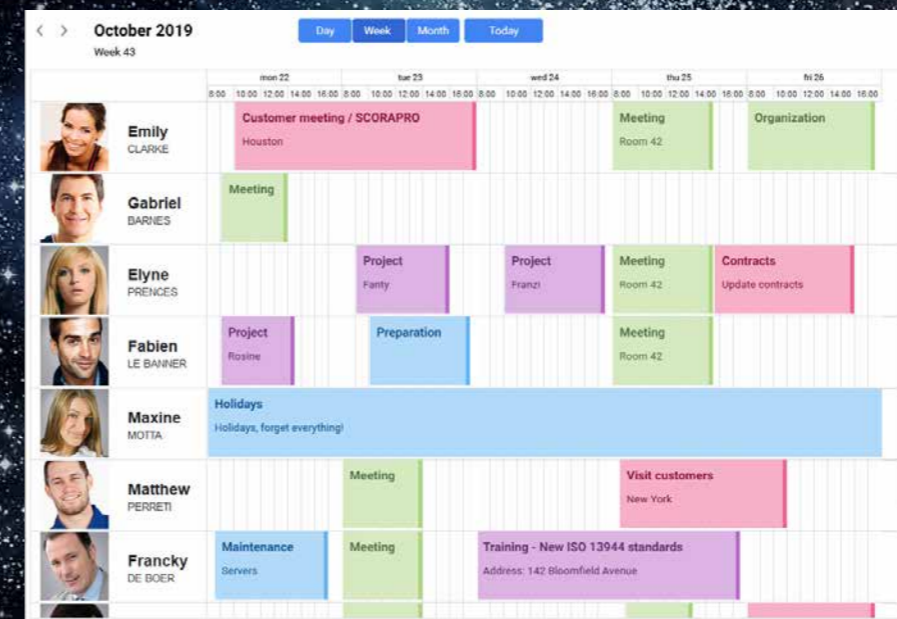 October 2019
Day Week Month Today
Week 43
mon 22 tue 23 wed 24 thu 25 fri 26
8:00 10:00 12:00 14:00 16:00 8:00 10:00 12:00 14:00 16:00 8:00 10:00 12:00 14:00 16:00 8:00 10:00 12:00 14:00 16:00 8:00 10:00 12:00 14:00 16:00
Emily
CLARKE
Customer meeting / SCORAPRO
Houston
Meeting
Room 42
Organization
Gabriel
BARNES
Meeting
Elyne
PRENCES
Project
Fanty
Project
Franzi
Meeting
Room 42
Contracts
Update contracts
Fabien
LE BANNER
Project
Rosine
Preparation
Meeting
Room 42
Maxine
MOTTA
Holidays
Holidays, forget everything!
Matthew
PERRETI
Meeting
Visit customers
New York
Francky
DE BOER
Maintenance
Servers
Meeting
Training - New ISO 13944 standards
Address: 142 Bloomfield Avenue